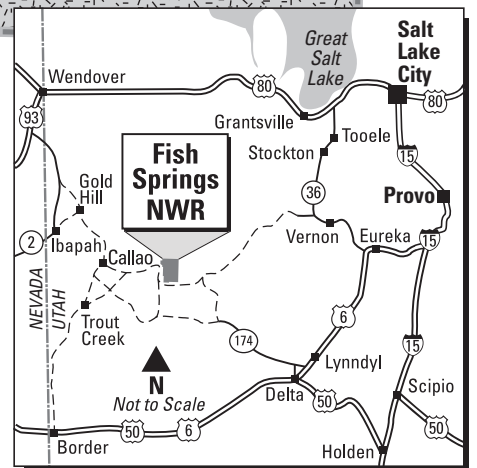 Great
Salt
Lake
Salt
Lake
City
Wendover
80
80
93
Grantsville
Tooele
Stockton
15
Fish
Springs
NWR
Gold
Hill
36
Provo
Vernon
Eureka
15
2
Ibapah
Callao
NEVADA
UTAH
Trout
Creek
6
174
N
Not to Scale
Lynndyl
15
Delta
50
Scipio
50
Border
50
6
Holden